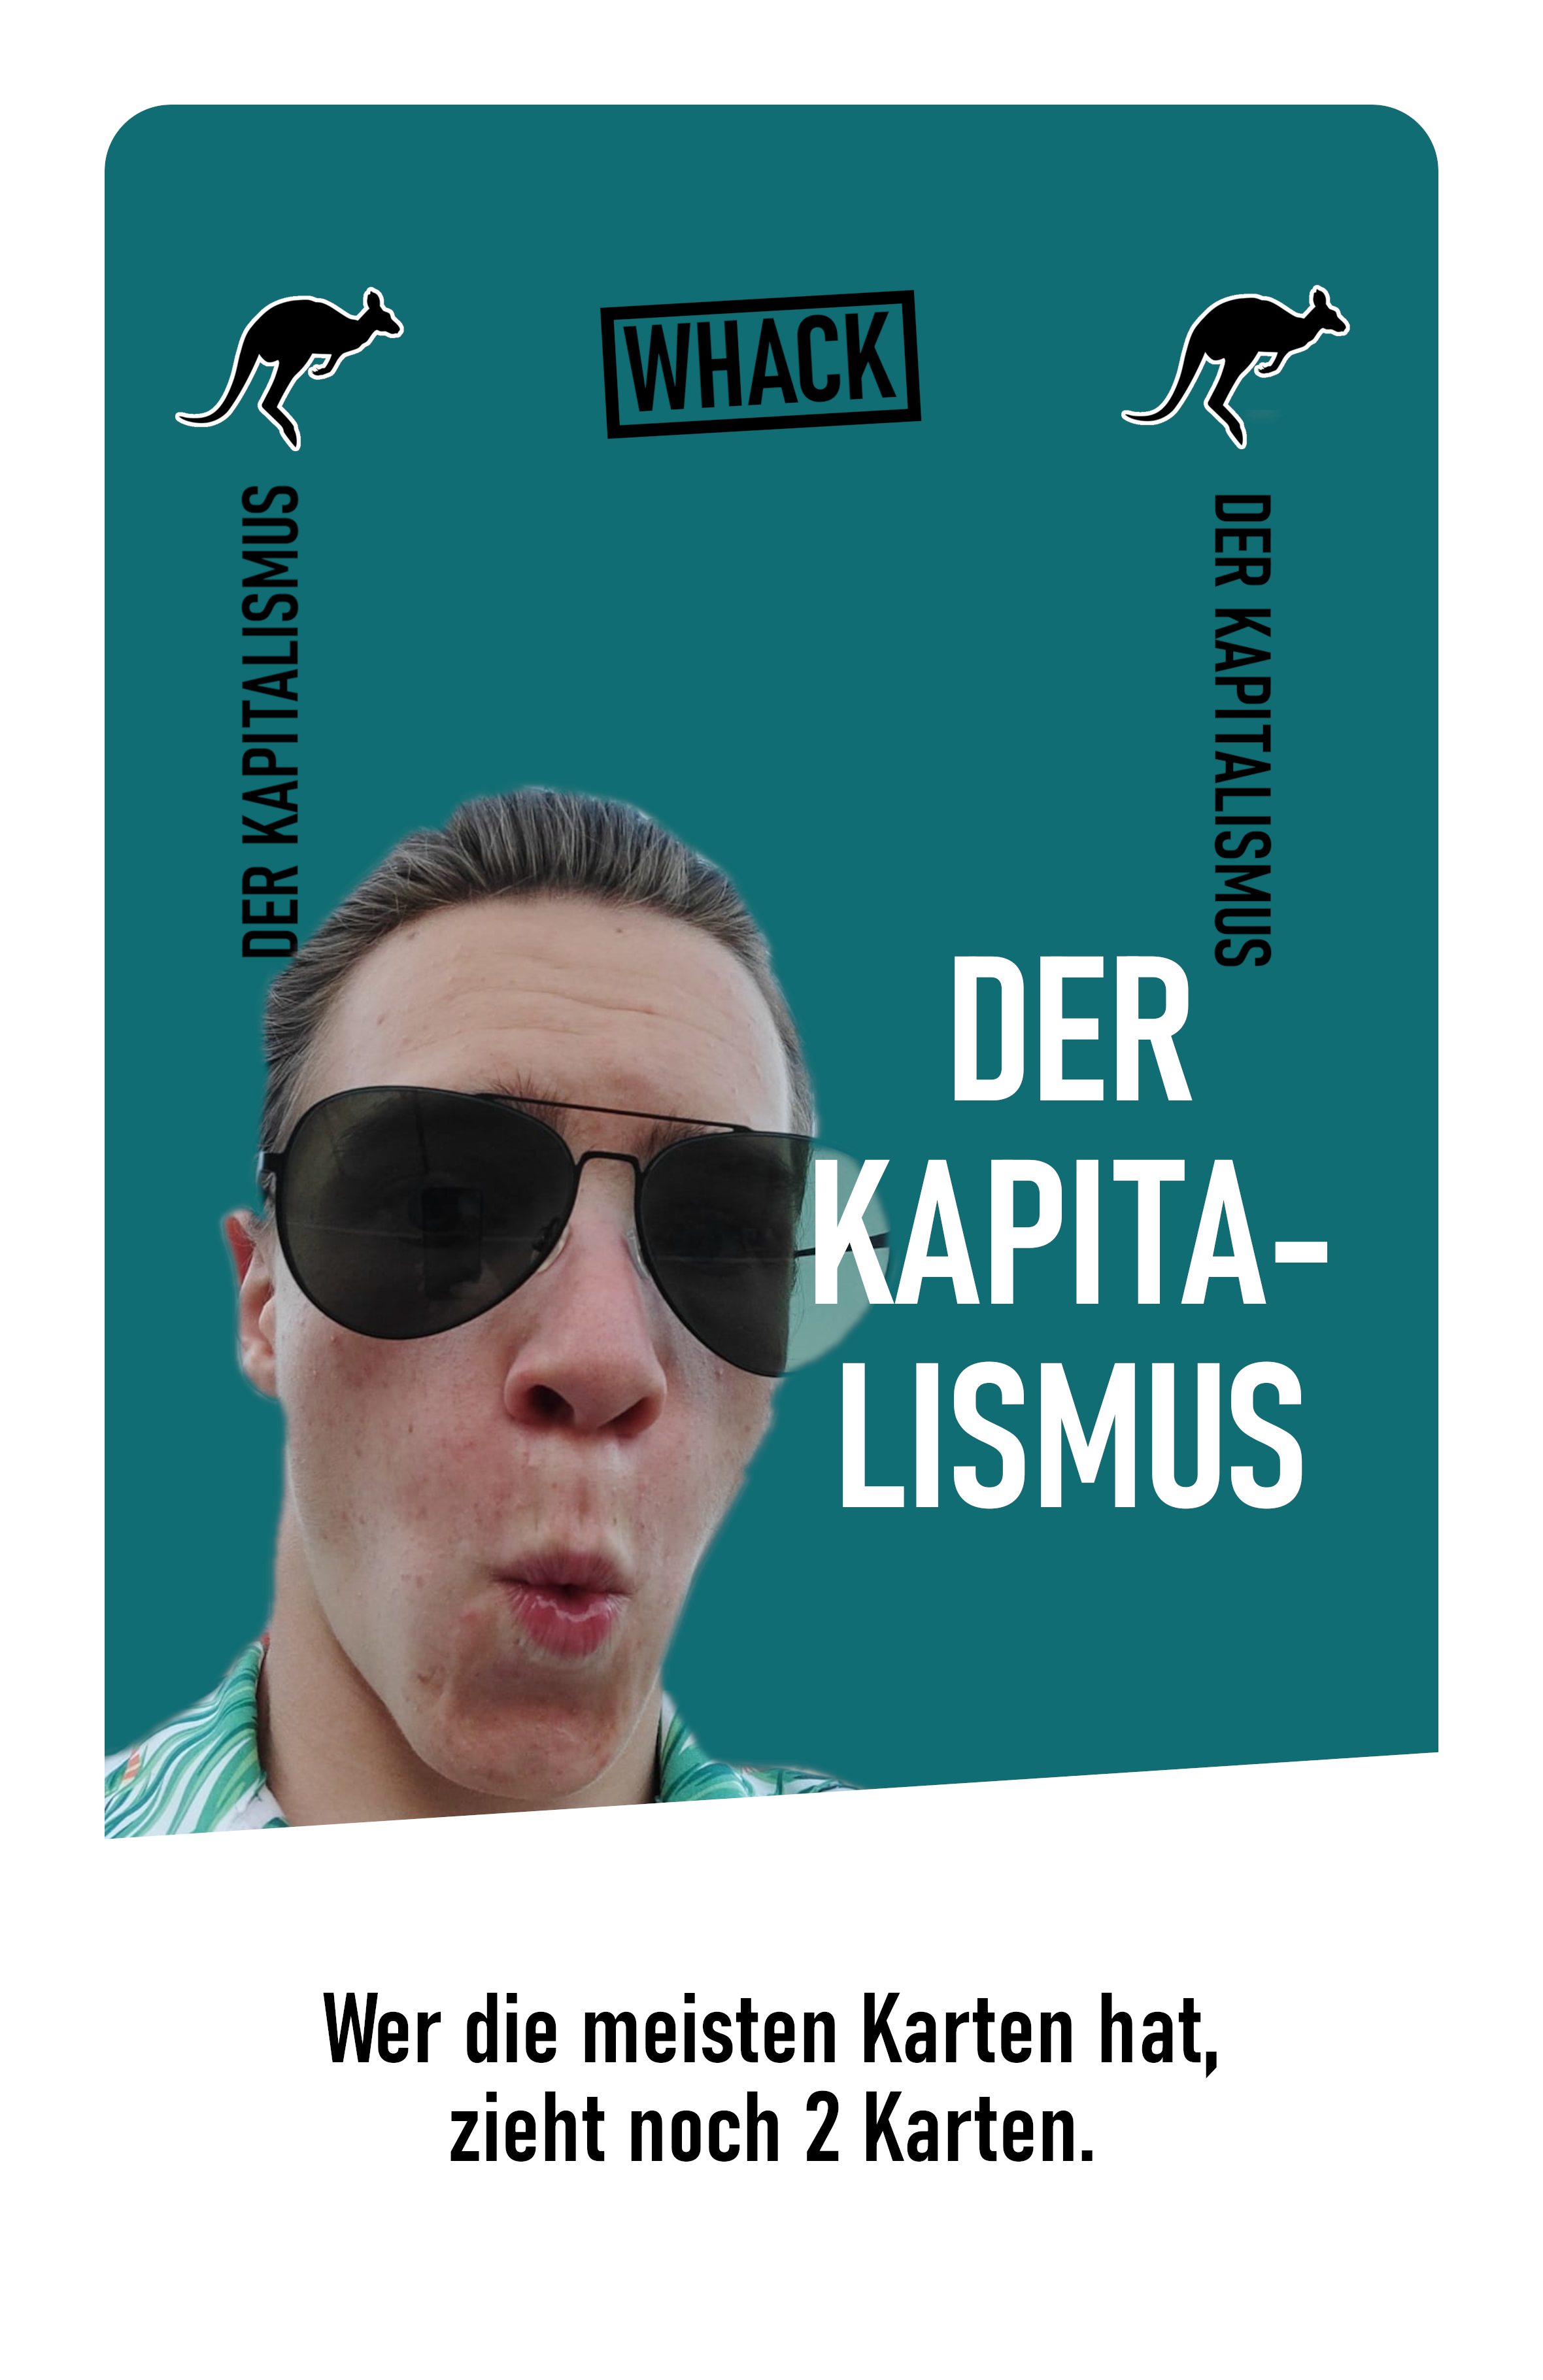 WHACK
DER KAPITALISMUS
DER KAPITALISMUS
DER
KAPITA-
LISMUS
Wer die meisten Karten hat,
zieht noch 2 Karten.